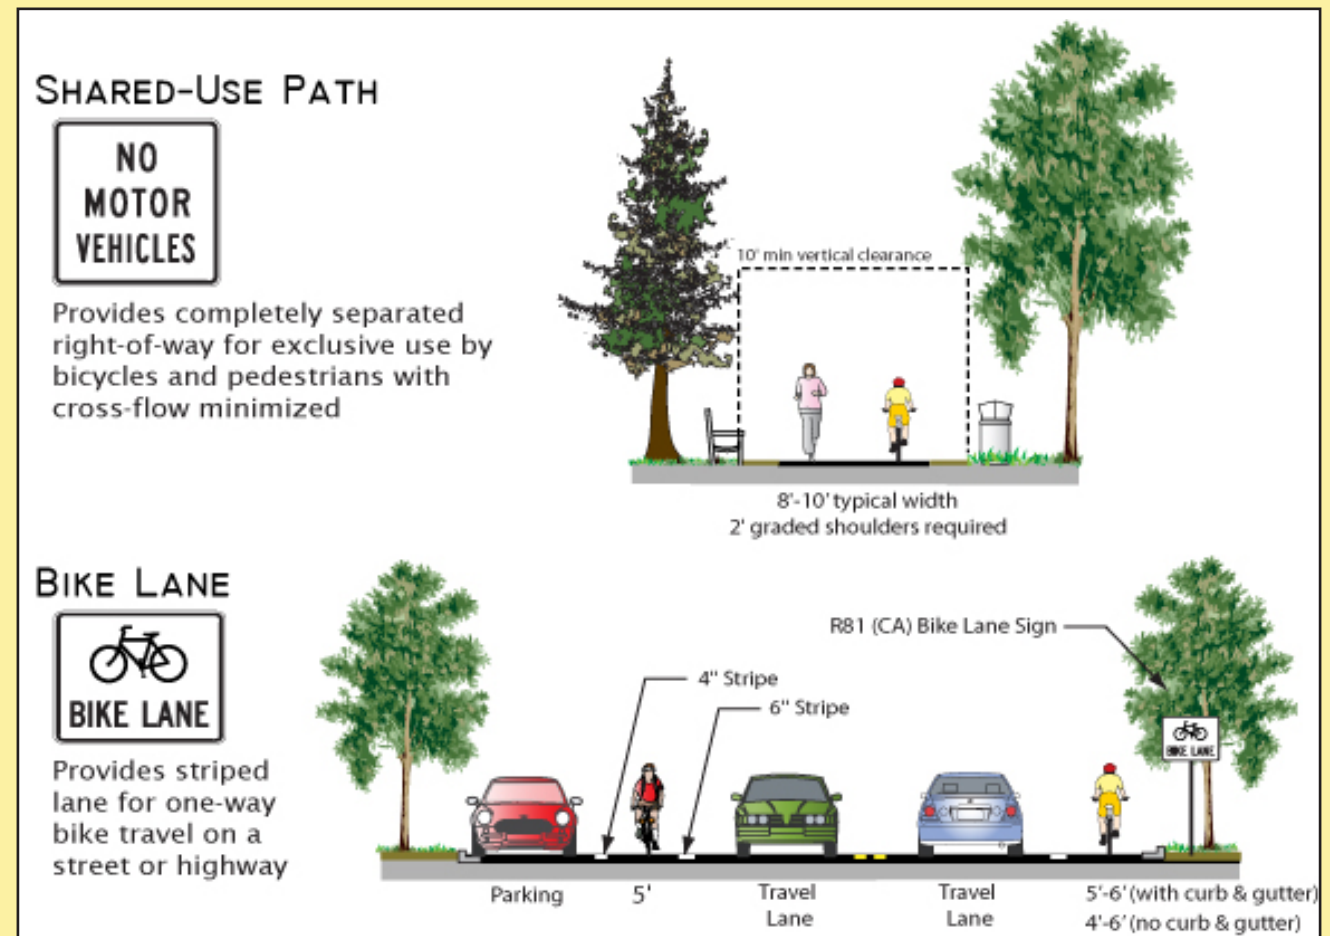 SHARED-USE PATH
NO
MOTOR
VEHICLES
Provides completely separated
right-of-way for exclusive use by
bicycles and pedestrians with
cross-flow minimized
10' min vertical clearance
8'-10' typical width
2' graded shoulders required
BIKE LANE
BIKE LANE
Provides striped
lane for one-way
bike travel on a
street or highway
R81 (CA) Bike Lane Sign
4" Stripe
6" Stripe
BIKE LANE
Parking
5'
Travel
Lane
Travel
Lane
5'-6' (with curb & gutter)
4'-6' (no curb & gutter)